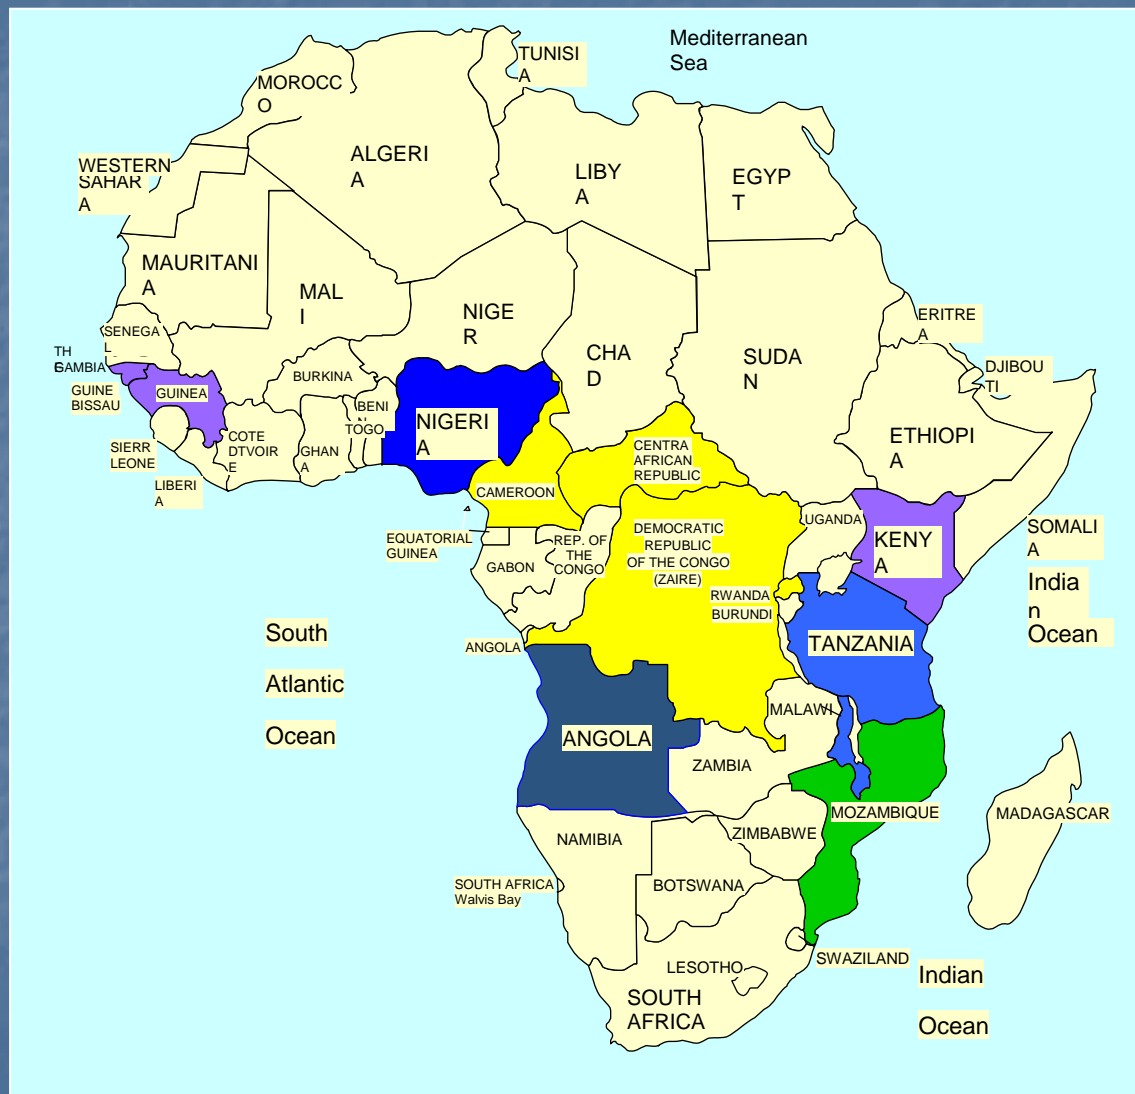 Mediterranean
Sea
TUNISI
A
MOROCC
O
ALGERI
A
LIBY
A
EGYP
T
WESTERN
SAHAR
A
MAURITANI
A
MAL
I
NIGE
R
CHA
D
SUDA
N
ERITRE
A
DJIBOU
TI
SENEGA
L
TH
E
GAMBIA
GUINE
BISSAU
GUINEA
BURKINA
BENI
N
TOGO
NIGERI
A
ETHIOPI
A
SIERR
LEONE
LIBERI
A
COTE
DTVOIR
E
GHAN
A
CENTRA
AFRICAN
REPUBLIC
CAMEROON
EQUATORIAL
GUINEA
GABON
REP. OF
THE
CONGO
DEMOCRATIC
REPUBLIC
OF THE CONGO
(ZAIRE)
UGANDA
KENY
A
SOMALI
A
RWANDA
BURUNDI
India
n
Ocean
South
Atlantic
Ocean
ANGOLA
TANZANIA
ANGOLA
MALAWI
ZAMBIA
MOZAMBIQUE
MADAGASCAR
NAMIBIA
ZIMBABWE
BOTSWANA
SOUTH AFRICA
Walvis Bay
SWAZILAND
LESOTHO
SOUTH
AFRICA
Indian
Ocean